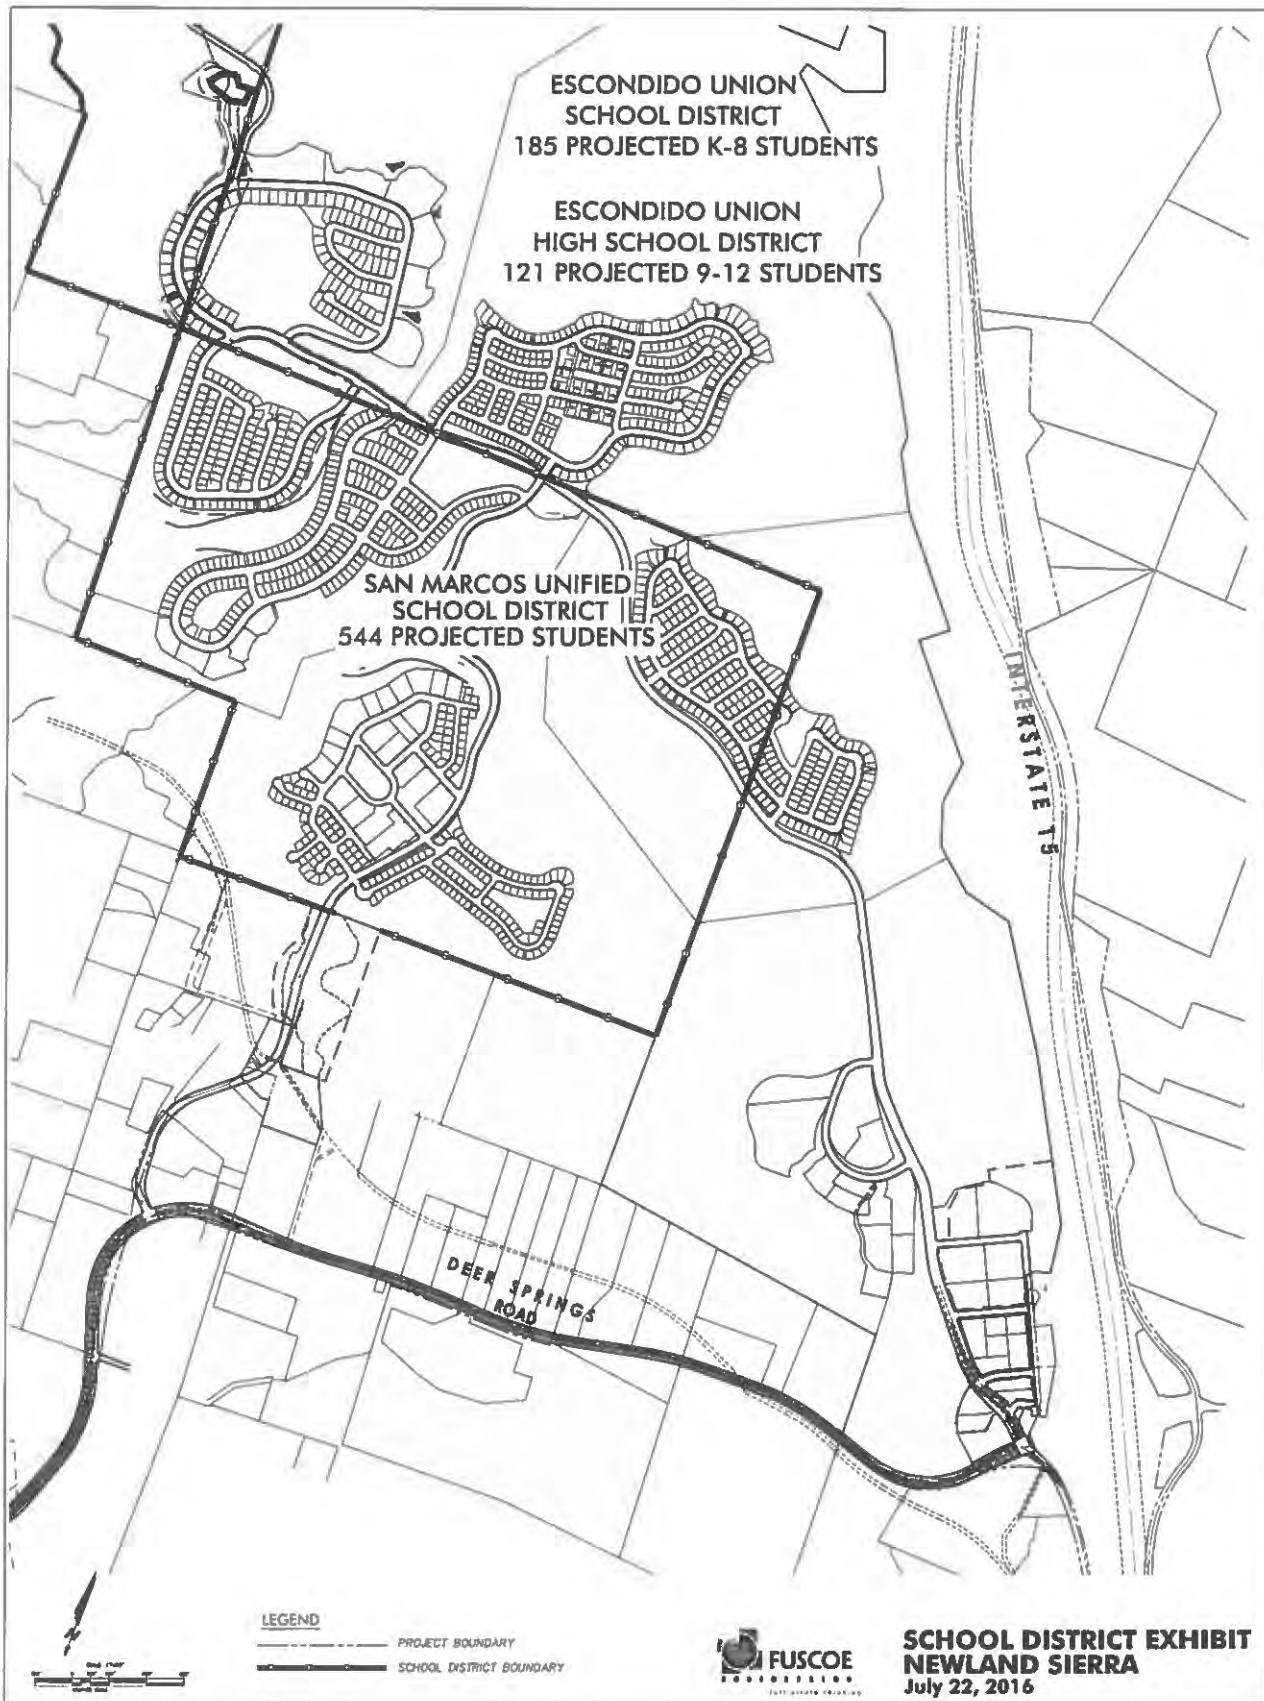 ESCONDIDO UNION
SCHOOL DISTRICT
185 PROJECTED K-8 STUDENTS
ESCONDIDO UNION
HIGH SCHOOL DISTRICT
121 PROJECTED 9-12 STUDENTS
SAN MARCOS UNIFIED
SCHOOL DISTRICT
544 PROJECTED STUDENTS
INTERSTATE 15
DEER SPRINGS
ROAD
N
LEGEND
PROJECT BOUNDARY
SCHOOL DISTRICT BOUNDARY
FUSCOE
SCHOOL DISTRICT EXHIBIT
NEWLAND SIERRA
July 22, 2016